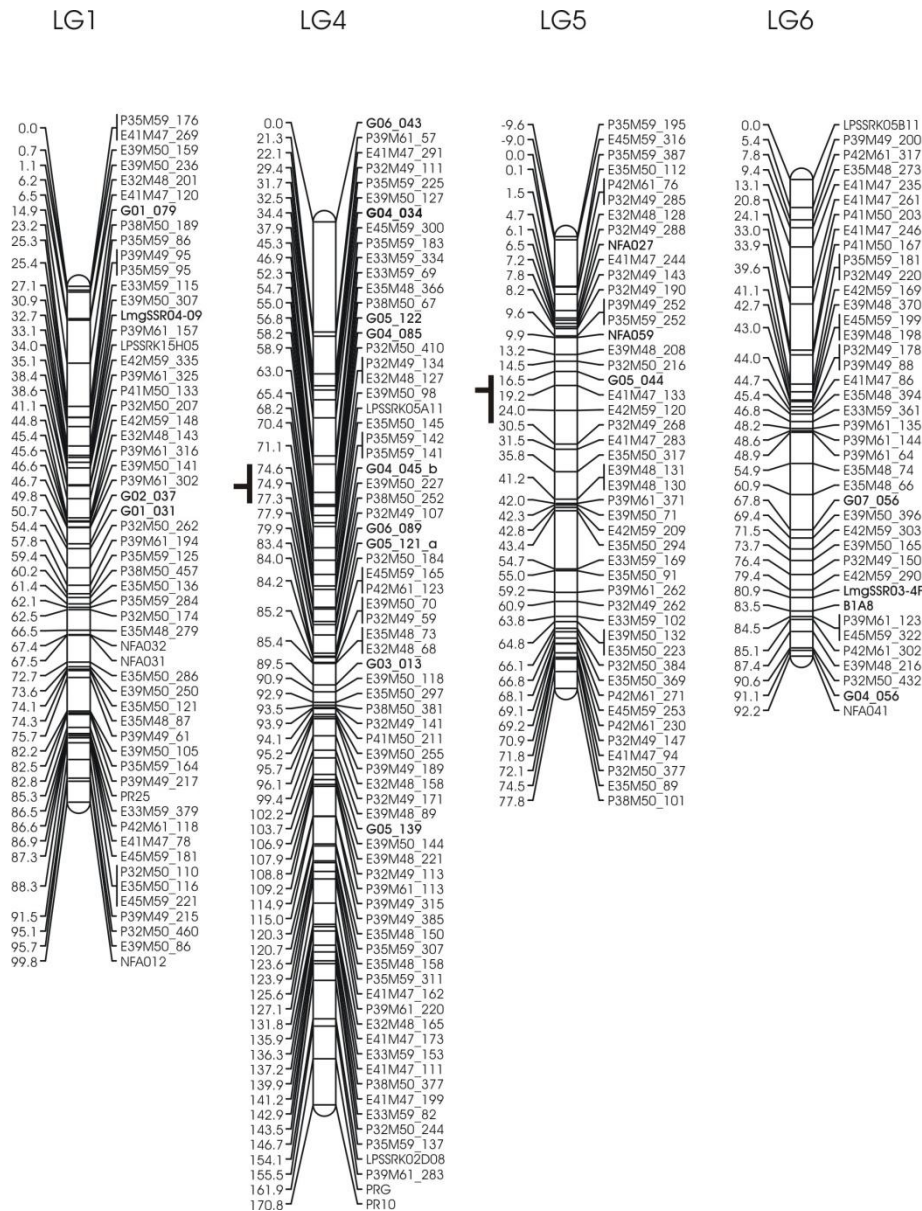 LG1
0.0 P35M59_176
E41M47_269
0.7 E39M50_159
1.1 E39M50_236
6.2 E32M48_201
6.5 E41M47_120
14.9 G01_079
23.2 P38M50_189
25.3 P35M59_86
25.4 P39M49_95
P35M59_95
27.1 E33M59_115
30.9 E39M50_307
32.7 LmgSSR04-09
33.1 P39M61_157
34.0 LPSSRK15H05
35.1 E42M59_335
38.4 P39M61_325
38.6 P41M50_133
41.1 P32M50_207
44.8 E42M59_148
45.4 E32M48_143
45.6 P39M61_316
46.6 E39M50_141
46.7 P39M61_302
49.8 G02_037
50.7 G01_031
54.4 P32M50_262
57.8 P39M61_194
59.4 P35M59_125
60.2 P38M50_457
61.4 E35M50_136
62.1 P35M59_284
62.5 P32M50_174
66.5 E35M48_279
67.4 NFA032
67.5 NFA031
72.7 E35M50_286
73.6 E39M50_250
74.1 E35M50_121
74.3 E35M48_87
75.7 P39M49_61
82.2 E39M50_105
82.5 P35M59_164
82.8 P39M49_217
85.3 PR25
86.5 E33M59_379
86.6 P42M61_118
86.9 E41M47_78
87.3 E45M59_181
P32M50_110
88.3 E35M50_116
E45M59_221
91.5 P39M49_215
95.1 P32M50_460
95.7 E39M50_86
99.8 NFA012
LG4
0.0 G06_043
21.3 P39M61_57
22.1 E41M47_291
29.4 P32M49_111
31.7 P35M59_225
32.5 E39M50_127
34.4 G04_034
37.9 E45M59_300
45.3 P35M59_183
46.9 E33M59_334
52.3 E33M59_69
54.7 E35M48_366
55.0 P38M50_67
56.8 G05_122
58.2 G04_085
58.9 P32M50_410
63.0 P32M49_134
E32M48_127
65.4 E39M50_98
68.2 LPSSRK05A11
70.4 E35M50_145
71.1 P35M59_142
P35M59_141
74.6 G04_045_b
74.9 E39M50_227
77.3 P38M50_252
77.9 P32M49_107
79.9 G06_089
83.4 G05_121_a
84.0 P32M50_184
84.2 E45M59_165
P42M61_123
85.2 E39M50_70
P32M49_59
85.4 E35M48_73
E32M48_68
89.5 G03_013
90.9 E39M50_118
92.9 E35M50_297
93.5 P38M50_381
93.9 P32M49_141
94.1 P41M50_211
95.2 E39M50_255
95.7 P39M49_189
96.1 E32M48_158
99.4 P32M49_171
102.2 E39M48_89
103.7 G05_139
106.9 E39M50_144
107.9 E39M48_221
108.8 P32M49_113
109.2 P39M61_113
114.9 P39M49_315
115.0 P39M49_385
120.3 E35M48_150
120.7 P35M59_307
123.6 E35M48_158
123.9 P35M59_311
125.6 E41M47_162
127.1 P39M61_220
131.8 E32M48_165
135.9 E41M47_173
136.3 E33M59_153
137.2 E41M47_111
139.9 P38M50_377
141.2 E41M47_199
142.9 E33M59_82
143.5 P32M50_244
146.7 P35M59_137
154.1 LPSSRK02D08
155.5 P39M61_283
161.9 PRG
170.8 PR10
LG5
-9.6 P35M59_195
-9.0 E45M59_316
0.0 P35M59_387
0.1 E35M50_112
1.5 P42M61_76
P32M49_285
4.7 E32M48_128
6.1 P32M49_288
6.5 NFA027
7.2 E41M47_244
7.8 P32M49_143
8.2 P32M49_190
9.6 P39M49_252
P35M59_252
9.9 NFA059
13.2 E39M48_208
14.5 P32M50_216
16.5 G05_044
19.2 E41M47_133
24.0 E42M59_120
30.5 P32M49_268
31.5 E41M47_283
35.8 E35M50_317
41.2 E39M48_131
E39M48_130
42.0 P39M61_371
42.3 E39M50_71
42.8 E42M59_209
43.4 E35M50_294
54.7 E33M59_169
55.0 E35M50_91
59.2 P39M61_262
60.9 P32M49_262
63.8 E33M59_102
64.8 E39M50_132
E35M50_223
66.1 P32M50_384
66.8 E35M50_369
68.1 P42M61_271
69.1 E45M59_253
69.2 P42M61_230
70.9 P32M49_147
71.8 E41M47_94
72.1 P32M50_377
74.5 E35M50_89
77.8 P38M50_101
LG6
0.0 LPSSRK05B11
5.4 P39M49_200
7.8 P42M61_317
9.4 E35M48_273
13.1 E41M47_235
20.8 E41M47_261
24.1 P41M50_203
33.0 E41M47_246
33.9 P41M50_167
39.6 P35M59_181
P32M49_220
41.1 E42M59_169
42.7 E39M48_370
43.0 E45M59_199
E39M48_198
44.0 P32M49_178
P39M49_88
44.7 E41M47_86
45.4 E35M48_394
46.8 E33M59_361
48.2 P39M61_135
48.6 P39M61_144
48.9 P39M61_64
54.9 E35M48_74
60.9 E35M48_66
67.8 G07_056
69.4 E39M50_396
71.5 E42M59_303
73.7 E39M50_165
76.4 P32M49_150
79.4 E42M59_290
80.9 LmgSSR03-4F
83.5 B1A8
84.5 P39M61_123
E45M59_322
85.1 P42M61_302
87.4 E39M48_216
90.6 P32M50_432
91.1 G04_056
92.2 NFA041